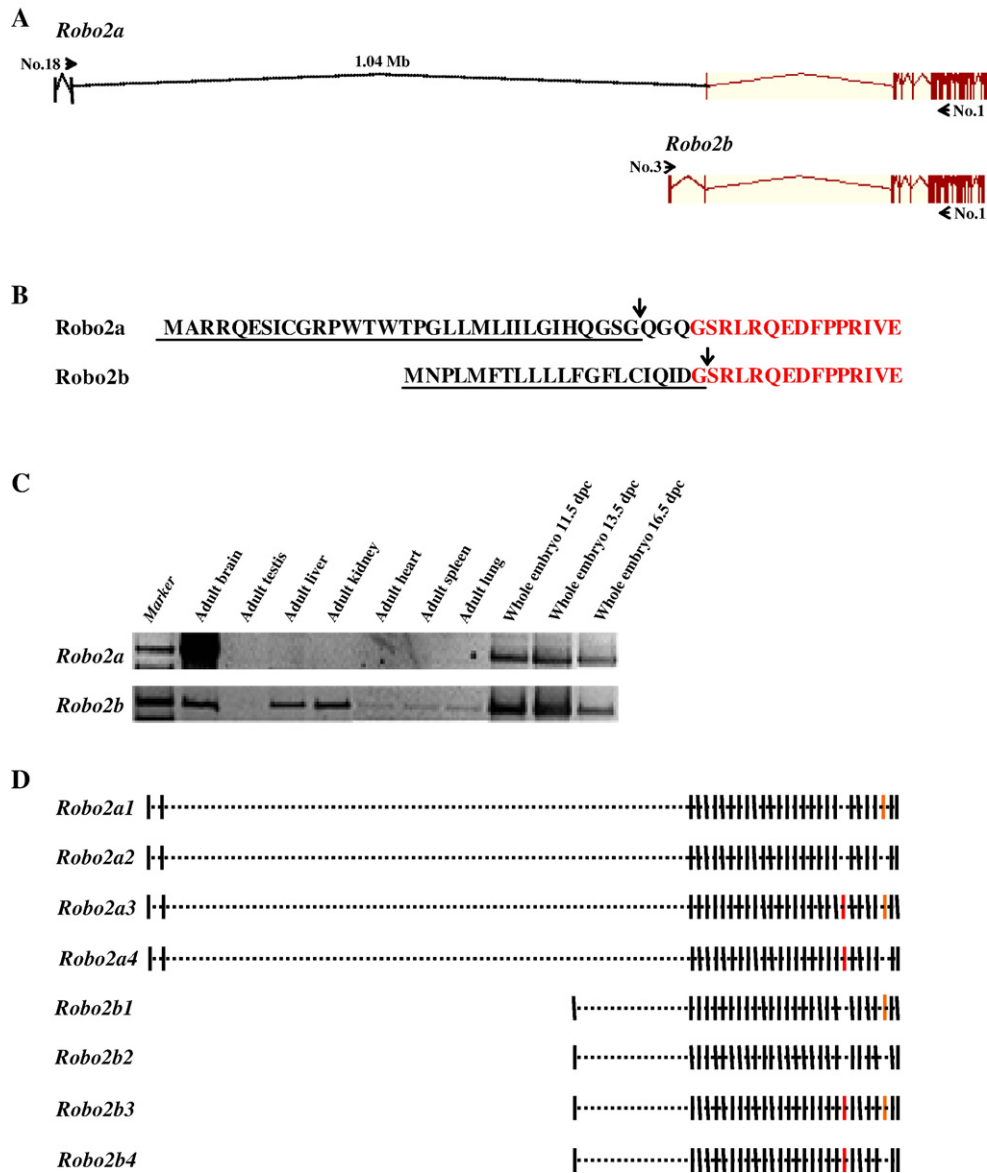 A
Robo2a
No.18
1.04 Mb
No.1
Robo2b
No.3
No.1
B
Robo2a MARRQESICGRPWTWTPGLLMLIILGIHQGSGQGQGSRLRQEDFPPRIVE
Robo2b MNPLMFTLLLLFGFLCIQIDGSRLRQEDFPPRIVE
C
Marker
Adult brain
Adult testis
Adult liver
Adult kidney
Adult heart
Adult spleen
Adult lung
Whole embryo 11.5 dpc
Whole embryo 13.5 dpc
Whole embryo 16.5 dpc
Robo2a
Robo2b
D
Robo2a1
Robo2a2
Robo2a3
Robo2a4
Robo2b1
Robo2b2
Robo2b3
Robo2b4